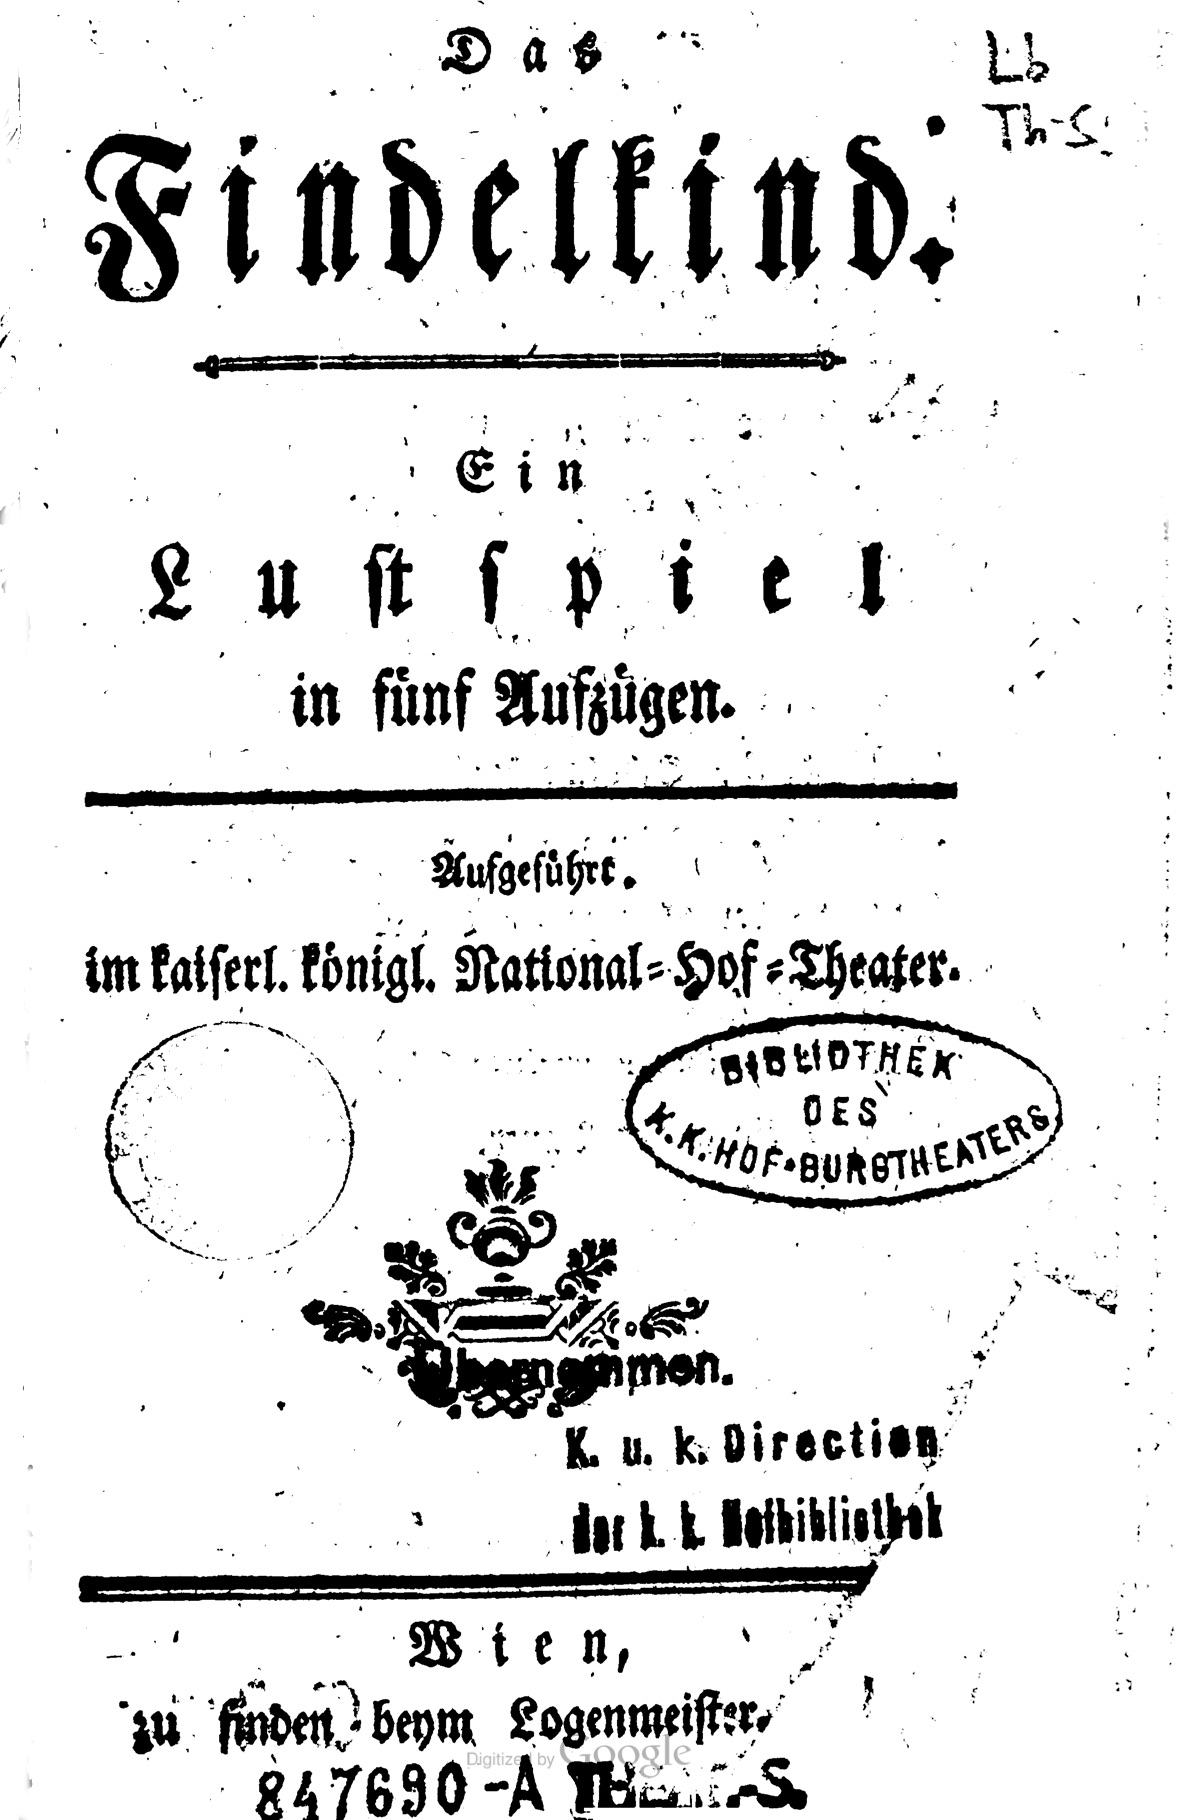 Das
Lb
Th-S.
Findelkind.
Ein
Lustspiel
in fünf Aufzügen.
Aufgeführt.
im kaiserl. königl. National-Hof-Theater.
BIBLIOTHEK
DES
K.K. HOF-BURGTHEATERS
Übernommen.
K. u. k. Direction
der k. k. Hofbibliothek
Wien,
zu finden beym Logenmeister.
Digitized by Google
847690-A